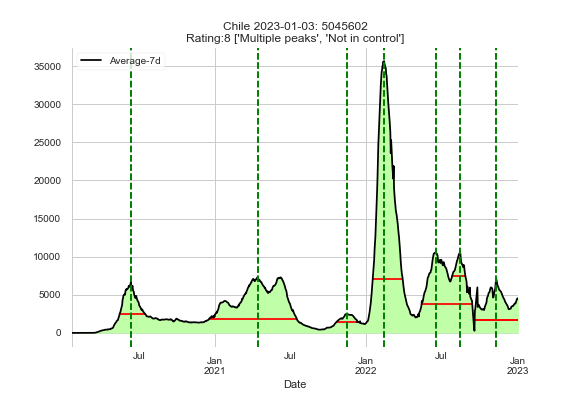 Chile 2023-01-03: 5045602
Rating:8 ['Multiple peaks', 'Not in control']
Average-7d
35000
30000
25000
20000
15000
10000
5000
0
Jul
Jan
2021
Jul
Jan
2022
Jul
Jan
2023
Date